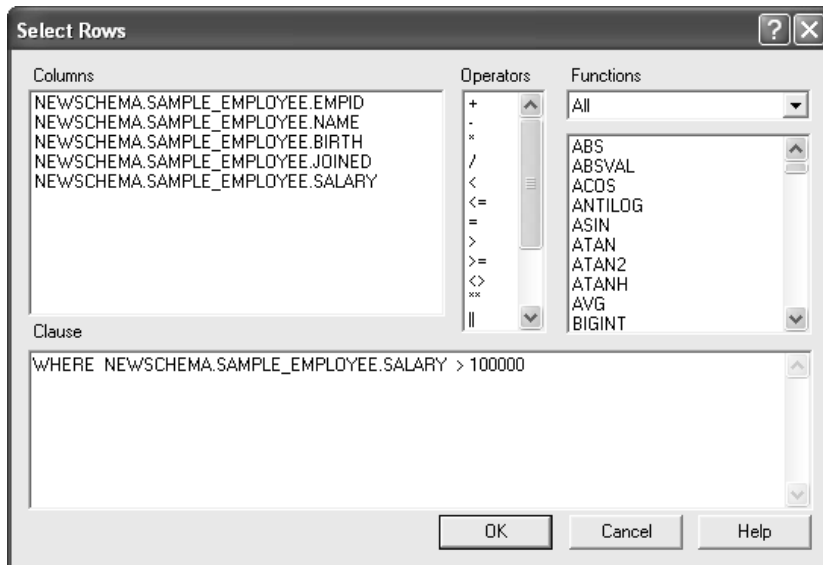 Select Rows
Columns
NEWSCHEMA.SAMPLE_EMPLOYEE.EMPID
NEWSCHEMA.SAMPLE_EMPLOYEE.NAME
NEWSCHEMA.SAMPLE_EMPLOYEE.BIRTH
NEWSCHEMA.SAMPLE_EMPLOYEE.JOINED
NEWSCHEMA.SAMPLE_EMPLOYEE.SALARY
Operators
+
-
*
/
<
<=
=
>
>=
<>
**
||
Functions
All
ABS
ABSVAL
ACOS
ANTILOG
ASIN
ATAN
ATAN2
ATANH
AVG
BIGINT
Clause
WHERE NEWSCHEMA.SAMPLE_EMPLOYEE.SALARY > 100000
OK Cancel Help